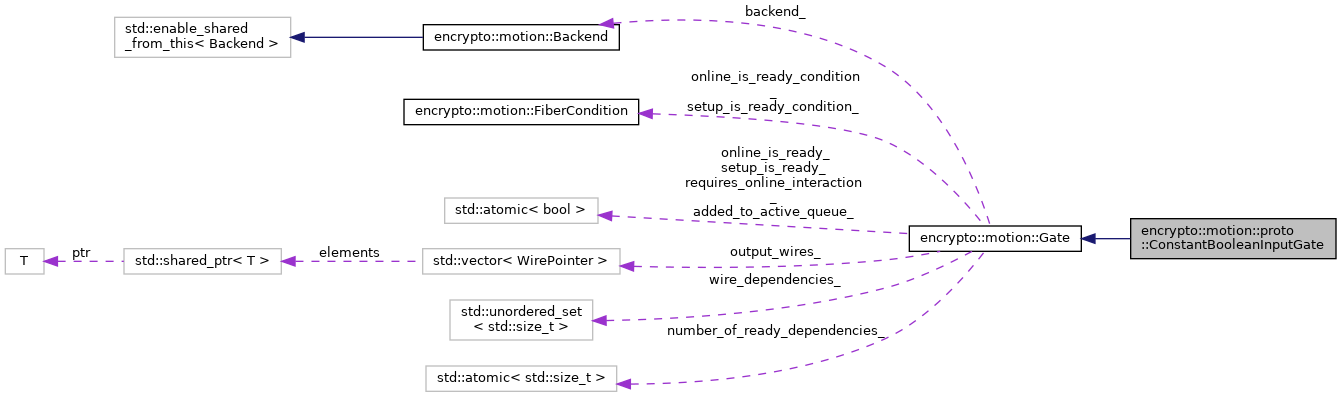 backend_
std::enable_shared
_from_this< Backend >
encrypto::motion::Backend
online_is_ready_condition
_
setup_is_ready_condition_
encrypto::motion::FiberCondition
online_is_ready_
setup_is_ready_
requires_online_interaction
_
added_to_active_queue_
std::atomic< bool >
encrypto::motion::Gate
encrypto::motion::proto
::ConstantBooleanInputGate
output_wires_
T
ptr
std::shared_ptr< T >
elements
std::vector< WirePointer >
wire_dependencies_
std::unordered_set
< std::size_t >
number_of_ready_dependencies_
std::atomic< std::size_t >